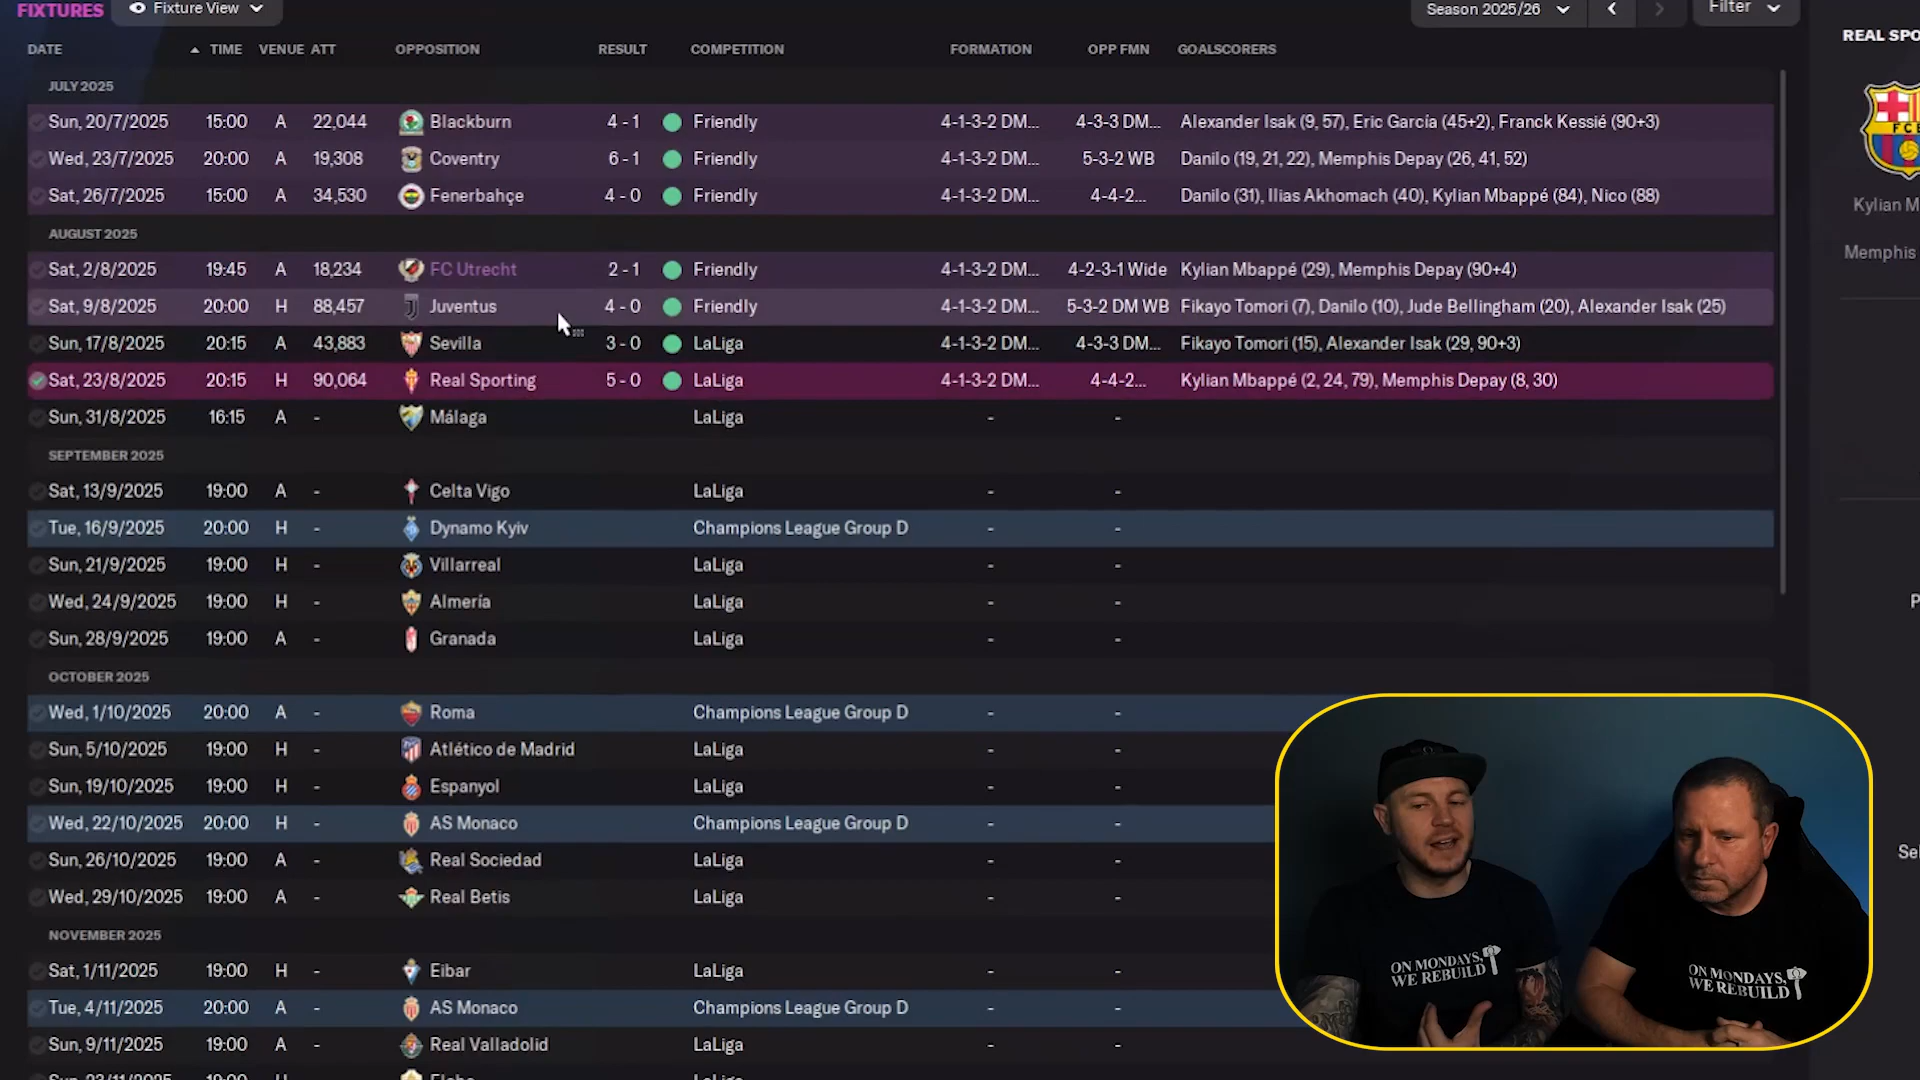 FIXTURES Fixture View Season 2025/26 Filter
DATE TIME VENUE ATT OPPOSITION RESULT COMPETITION FORMATION OPP FMN GOALSCORERS REAL SPO
JULY 2025
Sun, 20/7/2025 15:00 A 22,044 Blackburn 4 - 1 Friendly 4-1-3-2 DM... 4-3-3 DM... Alexander Isak (9, 57), Eric García (45+2), Franck Kessié (90+3)
Wed, 23/7/2025 20:00 A 19,308 Coventry 6 - 1 Friendly 4-1-3-2 DM... 5-3-2 WB Danilo (19, 21, 22), Memphis Depay (26, 41, 52)
Sat, 26/7/2025 15:00 A 34,530 Fenerbahçe 4 - 0 Friendly 4-1-3-2 DM... 4-4-2... Danilo (31), Ilias Akhomach (40), Kylian Mbappé (84), Nico (88)
Kylian M
AUGUST 2025
Memphis
Sat, 2/8/2025 19:45 A 18,234 FC Utrecht 2 - 1 Friendly 4-1-3-2 DM... 4-2-3-1 Wide Kylian Mbappé (29), Memphis Depay (90+4)
Sat, 9/8/2025 20:00 H 88,457 Juventus 4 - 0 Friendly 4-1-3-2 DM... 5-3-2 DM WB Fikayo Tomori (7), Danilo (10), Jude Bellingham (20), Alexander Isak (25)
Sun, 17/8/2025 20:15 A 43,883 Sevilla 3 - 0 LaLiga 4-1-3-2 DM... 4-3-3 DM... Fikayo Tomori (15), Alexander Isak (29, 90+3)
Sat, 23/8/2025 20:15 H 90,064 Real Sporting 5 - 0 LaLiga 4-1-3-2 DM... 4-4-2... Kylian Mbappé (2, 24, 79), Memphis Depay (8, 30)
Sun, 31/8/2025 16:15 A - Málaga LaLiga - -
SEPTEMBER 2025
Sat, 13/9/2025 19:00 A - Celta Vigo LaLiga - -
Tue, 16/9/2025 20:00 H - Dynamo Kyiv Champions League Group D - -
Sun, 21/9/2025 19:00 H - Villarreal LaLiga - -
Wed, 24/9/2025 19:00 H - Almería LaLiga - -
Sun, 28/9/2025 19:00 A - Granada LaLiga - -
OCTOBER 2025
Wed, 1/10/2025 20:00 A - Roma Champions League Group D - -
Sun, 5/10/2025 19:00 H - Atlético de Madrid LaLiga - -
Sun, 19/10/2025 19:00 H - Espanyol LaLiga - -
Wed, 22/10/2025 20:00 H - AS Monaco Champions League Group D - -
Sun, 26/10/2025 19:00 A - Real Sociedad LaLiga - -
Wed, 29/10/2025 19:00 A - Real Betis LaLiga - -
NOVEMBER 2025
Sat, 1/11/2025 19:00 H - Eibar LaLiga - -
Tue, 4/11/2025 20:00 A - AS Monaco Champions League Group D - -
Sun, 9/11/2025 19:00 A - Real Valladolid LaLiga - -
ON MONDAYS,
WE REBUILD
ON MONDAYS,
WE REBUILD